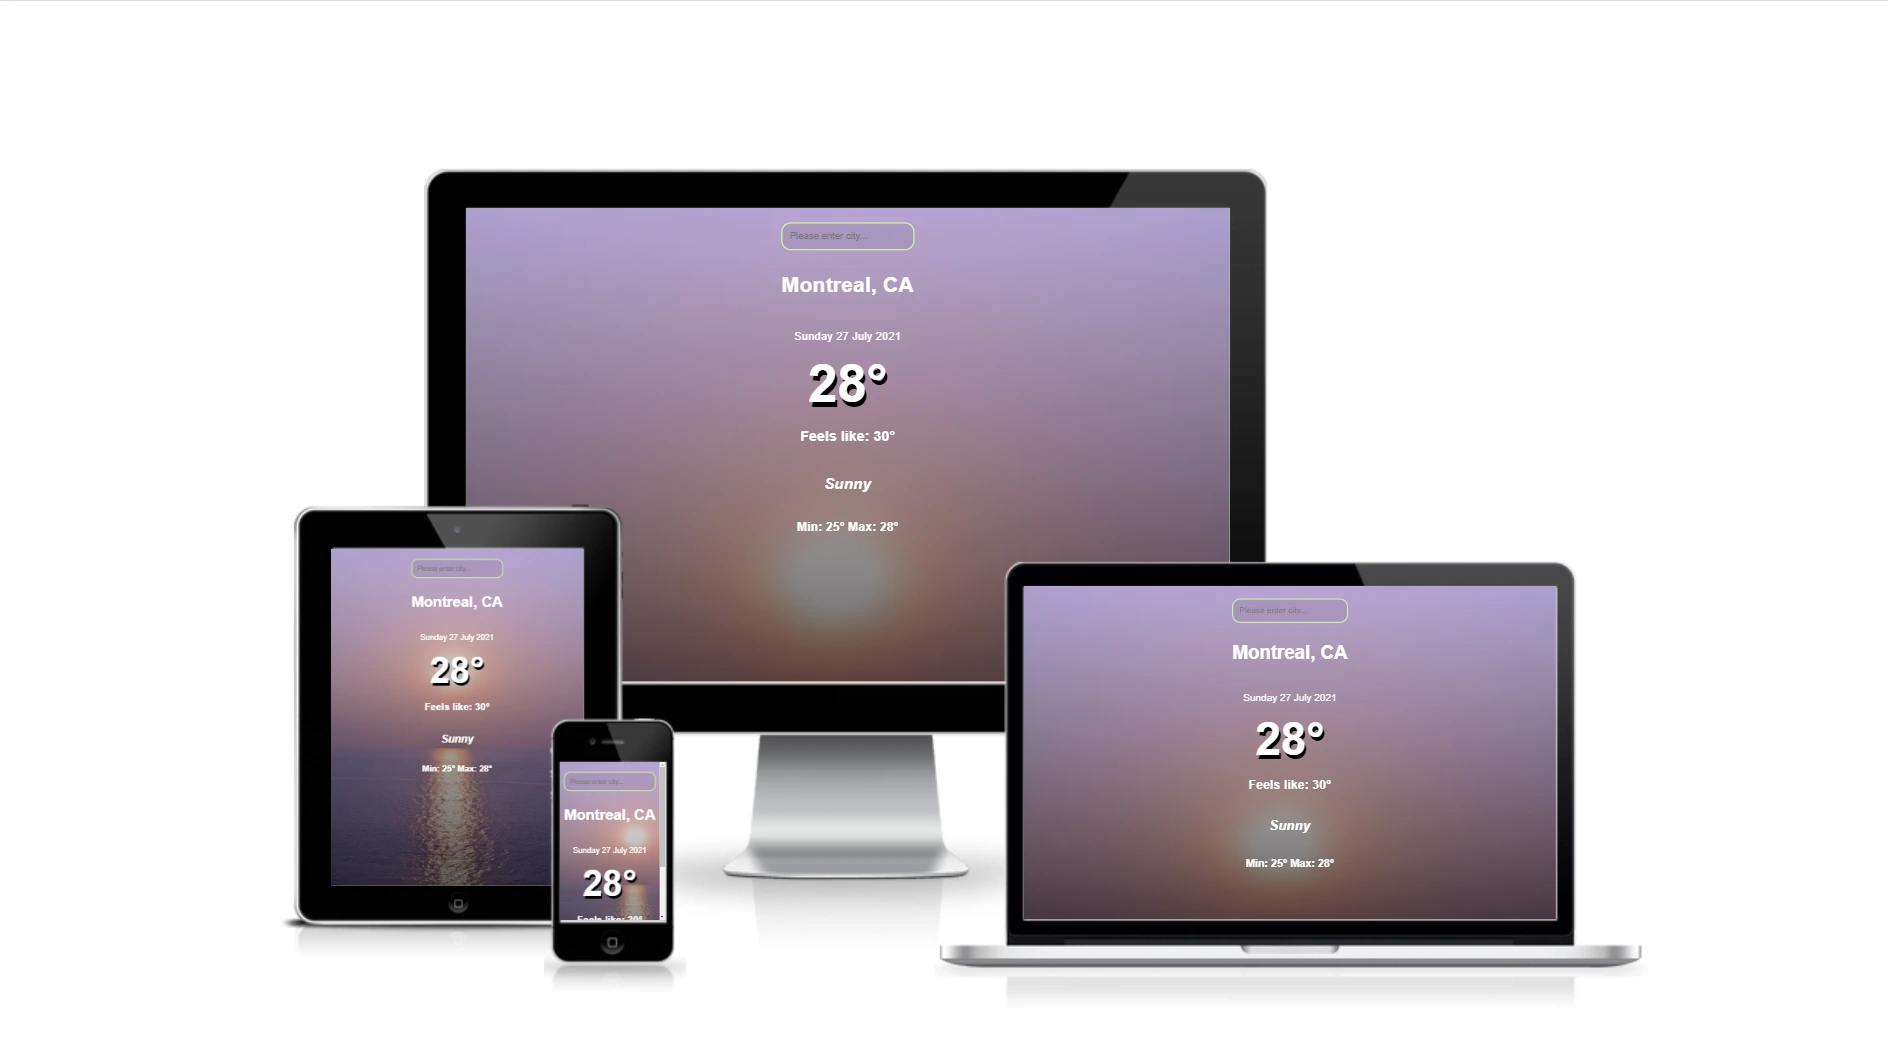 Please enter city...
Montreal, CA
Sunday 27 July 2021
28°
Feels like: 30°
Sunny
Min: 25° Max: 28°
Please enter city...
Montreal, CA
Sunday 27 July 2021
28°
Feels like: 30°
Sunny
Min: 25° Max: 28°
Please enter city...
Montreal, CA
Sunday 27 July 2021
28°
Feels like: 30°
Please enter city...
Montreal, CA
Sunday 27 July 2021
28°
Feels like: 30°
Sunny
Min: 25° Max: 28°